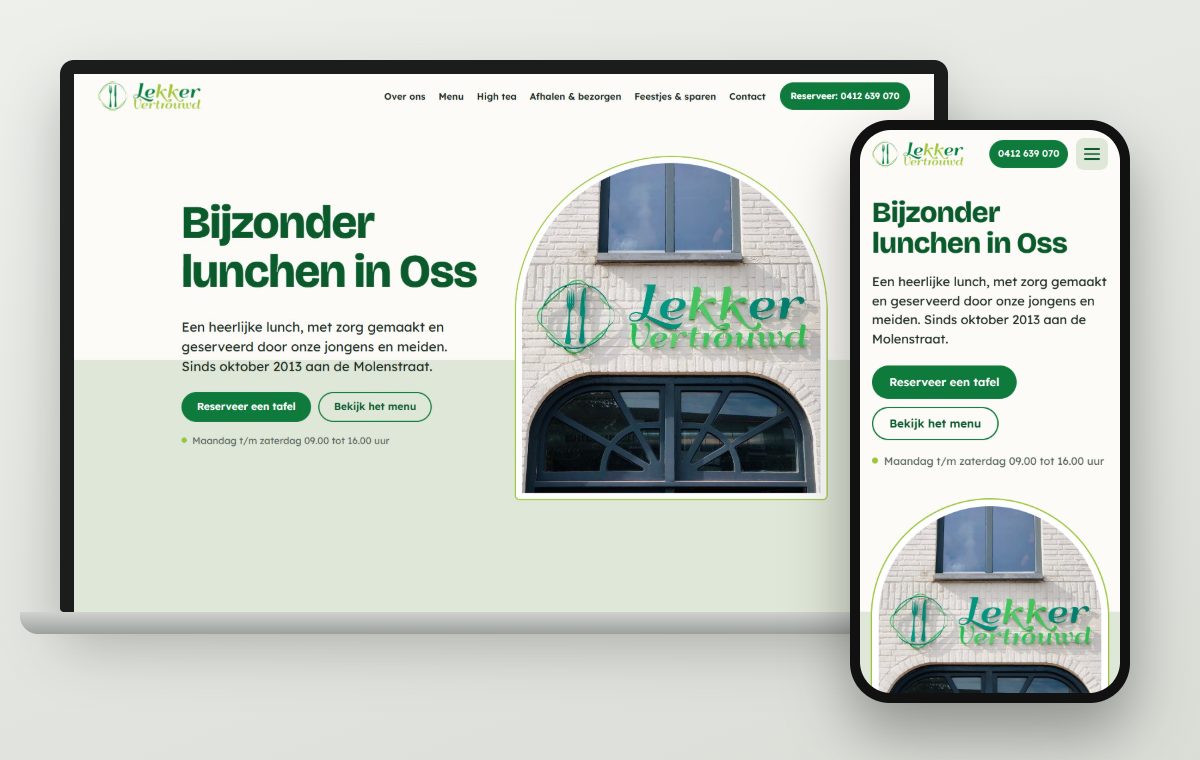 Lekker
Vertrouwd
Over ons Menu High tea Afhalen & bezorgen Feestjes & sparen Contact Reserveer: 0412 639 070
Bijzonder
lunchen in Oss
Een heerlijke lunch, met zorg gemaakt en
geserveerd door onze jongens en meiden.
Sinds oktober 2013 aan de Molenstraat.
Reserveer een tafel Bekijk het menu
Maandag t/m zaterdag 09.00 tot 16.00 uur
Lekker
Vertrouwd
Lekker
Vertrouwd
0412 639 070
Bijzonder
lunchen in Oss
Een heerlijke lunch, met zorg gemaakt
en geserveerd door onze jongens en
meiden. Sinds oktober 2013 aan de
Molenstraat.
Reserveer een tafel
Bekijk het menu
Maandag t/m zaterdag 09.00 tot 16.00 uur
Lekker
Vertrouwd